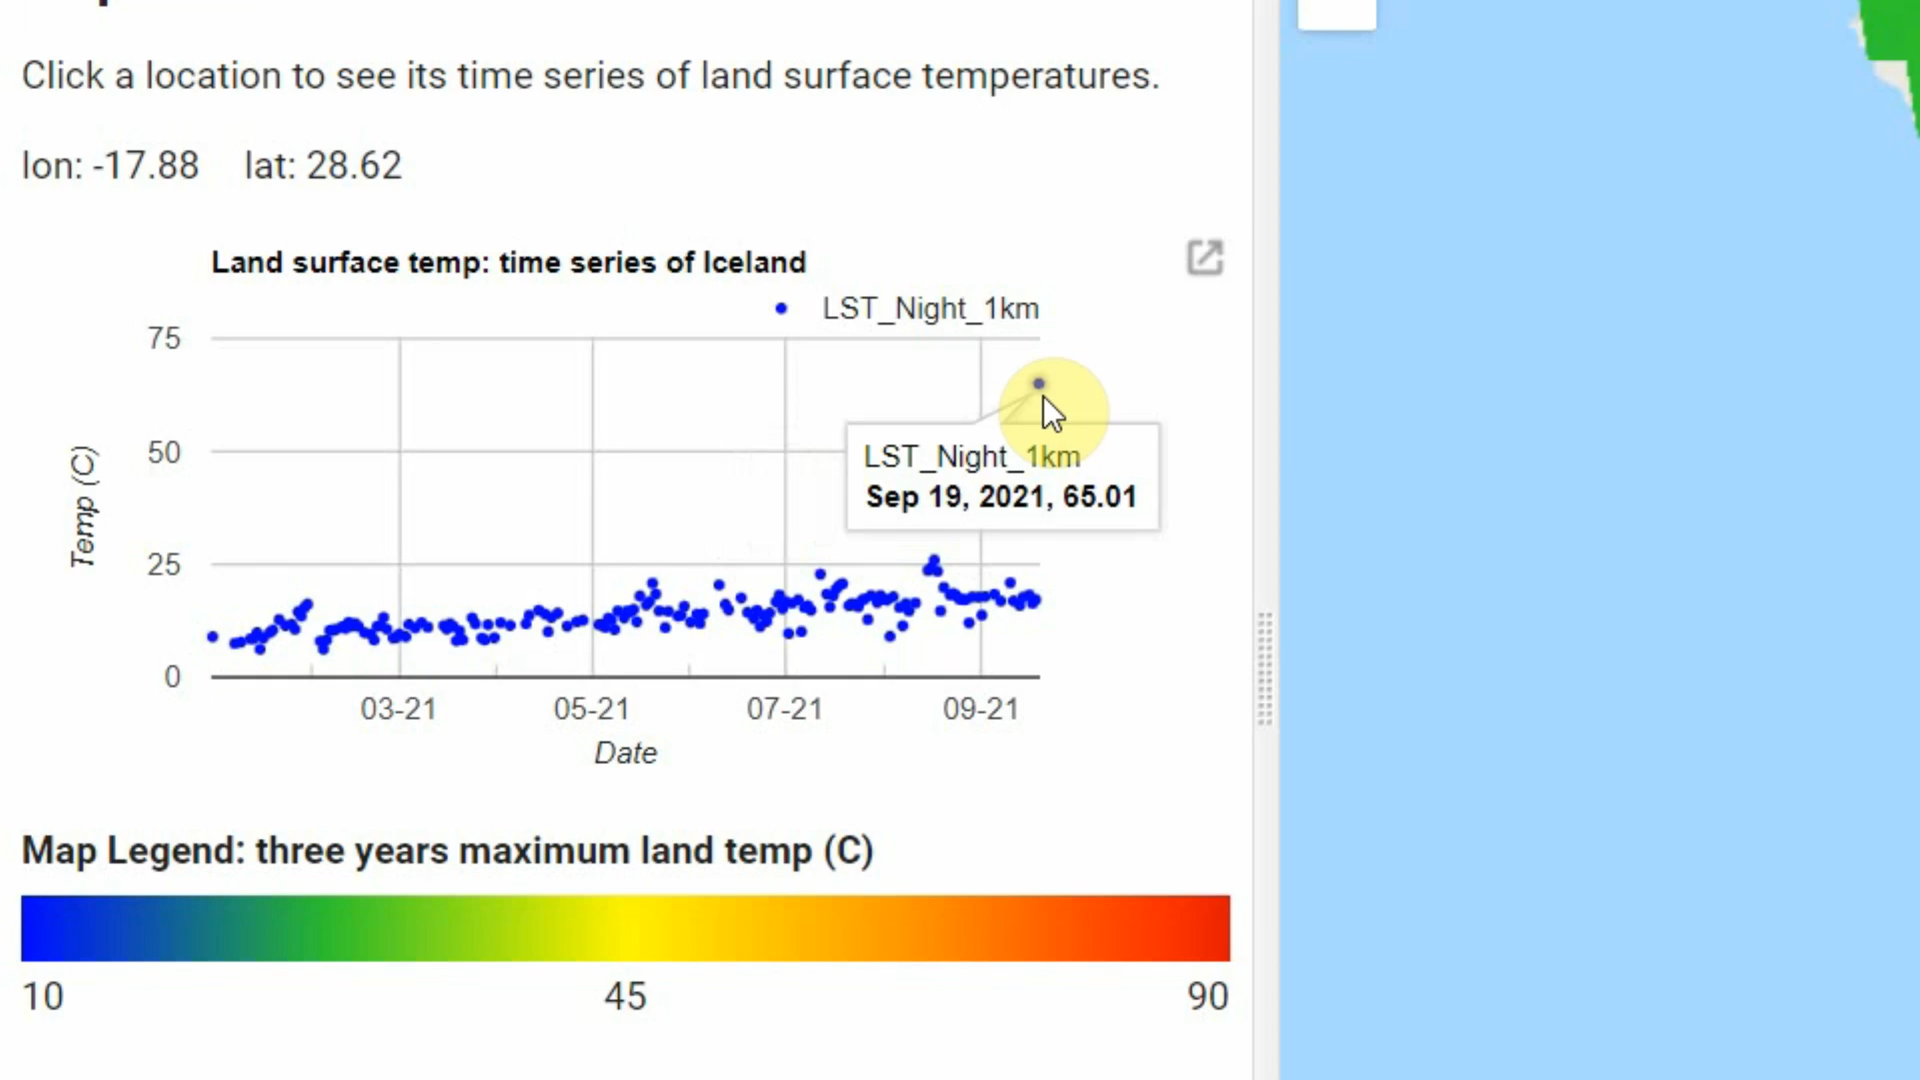 Click a location to see its time series of land surface temperatures.
lon: -17.88 lat: 28.62
Land surface temp: time series of Iceland
LST_Night_1km
75
50
25
0
Temp (C)
LST_Night_1km
Sep 19, 2021, 65.01
03-21 05-21 07-21 09-21
Date
Map Legend: three years maximum land temp (C)
10 45 90